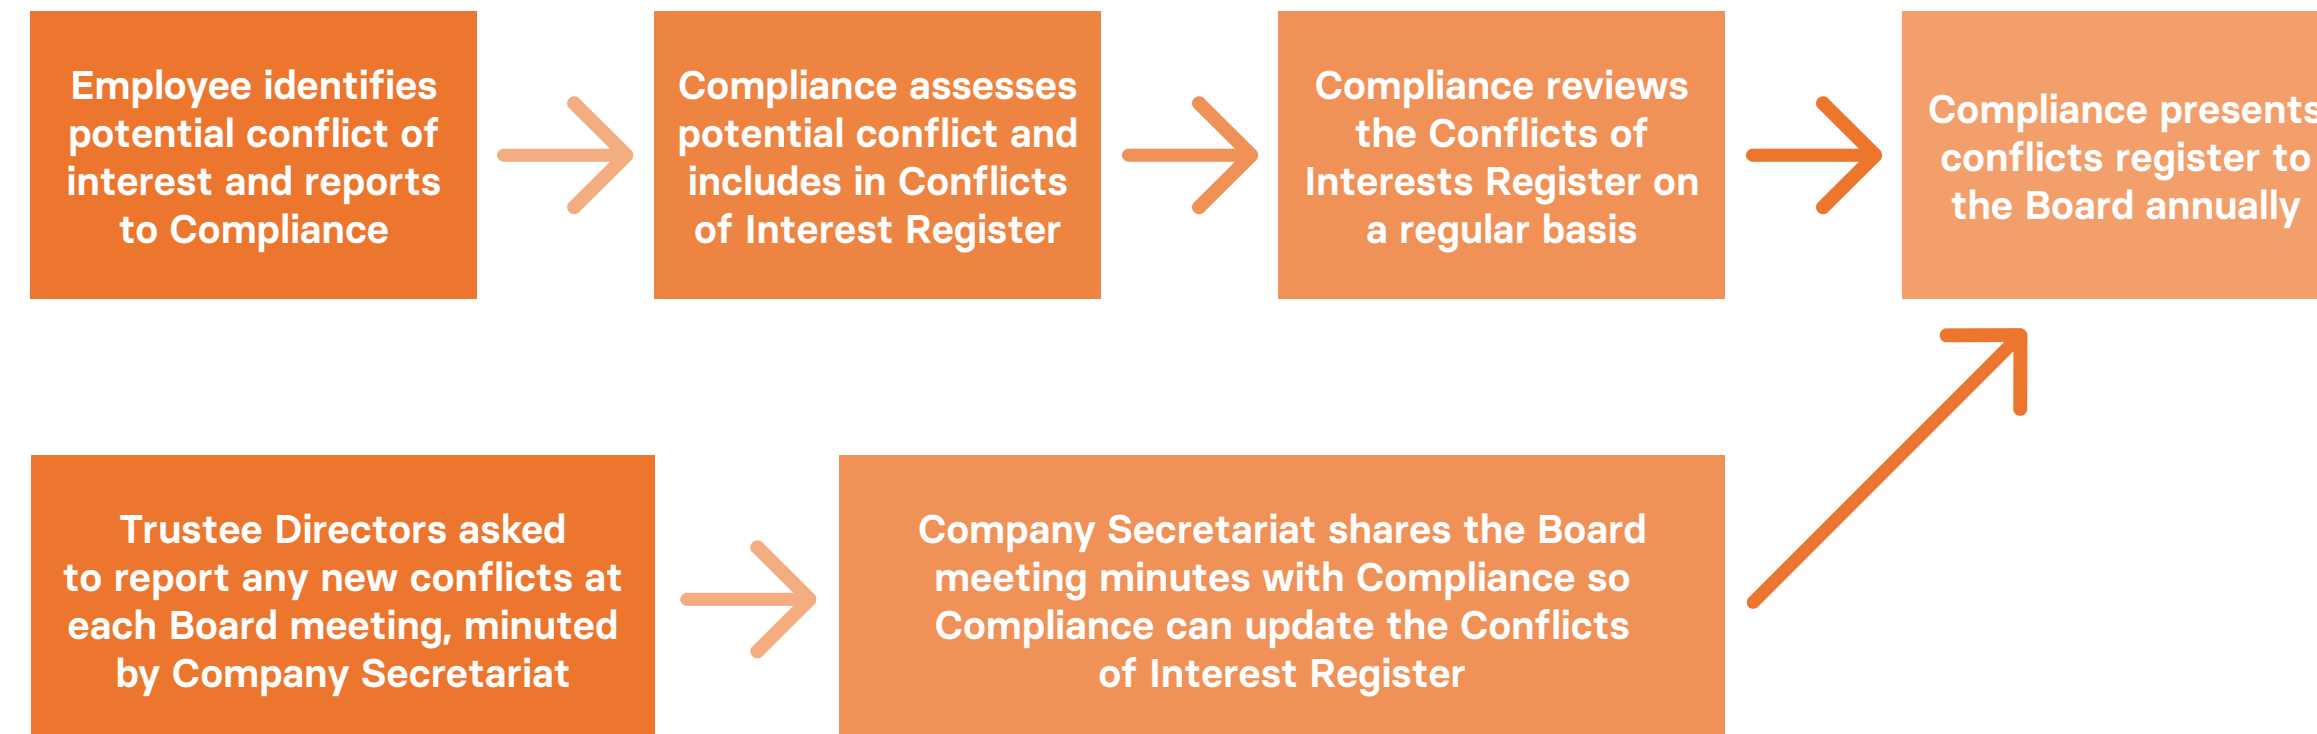 Employee identifies
potential conflict of
interest and reports
to Compliance
Compliance assesses
potential conflict and
includes in Conflicts
of Interest Register
Compliance reviews
the Conflicts of
Interests Register on
a regular basis
Compliance presents
conflicts register to
the Board annually
Trustee Directors asked
to report any new conflicts at
each Board meeting, minuted
by Company Secretariat
Company Secretariat shares the Board
meeting minutes with Compliance so
Compliance can update the Conflicts
of Interest Register